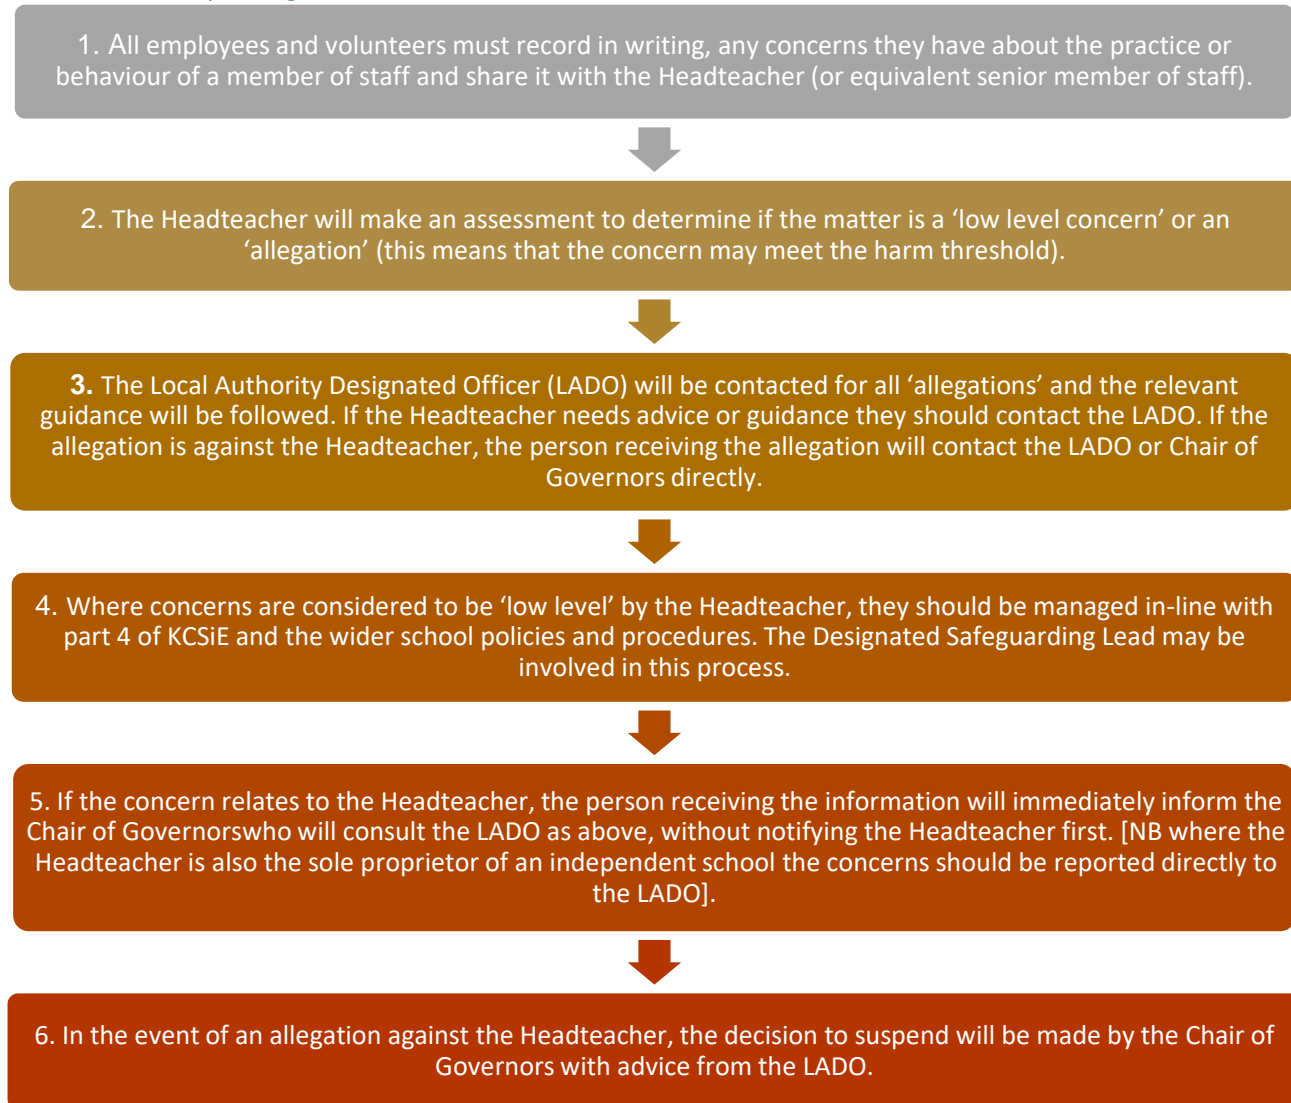 1. All employees and volunteers must record in writing, any concerns they have about the practice or
behaviour of a member of staff and share it with the Headteacher (or equivalent senior member of staff).
2. The Headteacher will make an assessment to determine if the matter is a ‘low level concern’ or an
‘allegation’ (this means that the concern may meet the harm threshold).
3. The Local Authority Designated Officer (LADO) will be contacted for all ‘allegations’ and the relevant
guidance will be followed. If the Headteacher needs advice or guidance they should contact the LADO. If the
allegation is against the Headteacher, the person receiving the allegation will contact the LADO or Chair of
Governors directly.
4. Where concerns are considered to be ‘low level’ by the Headteacher, they should be managed in-line with
part 4 of KCSiE and the wider school policies and procedures. The Designated Safeguarding Lead may be
involved in this process.
5. If the concern relates to the Headteacher, the person receiving the information will immediately inform the
Chair of Governorswho will consult the LADO as above, without notifying the Headteacher first. [NB where the
Headteacher is also the sole proprietor of an independent school the concerns should be reported directly to
the LADO].
6. In the event of an allegation against the Headteacher, the decision to suspend will be made by the Chair of
Governors with advice from the LADO.